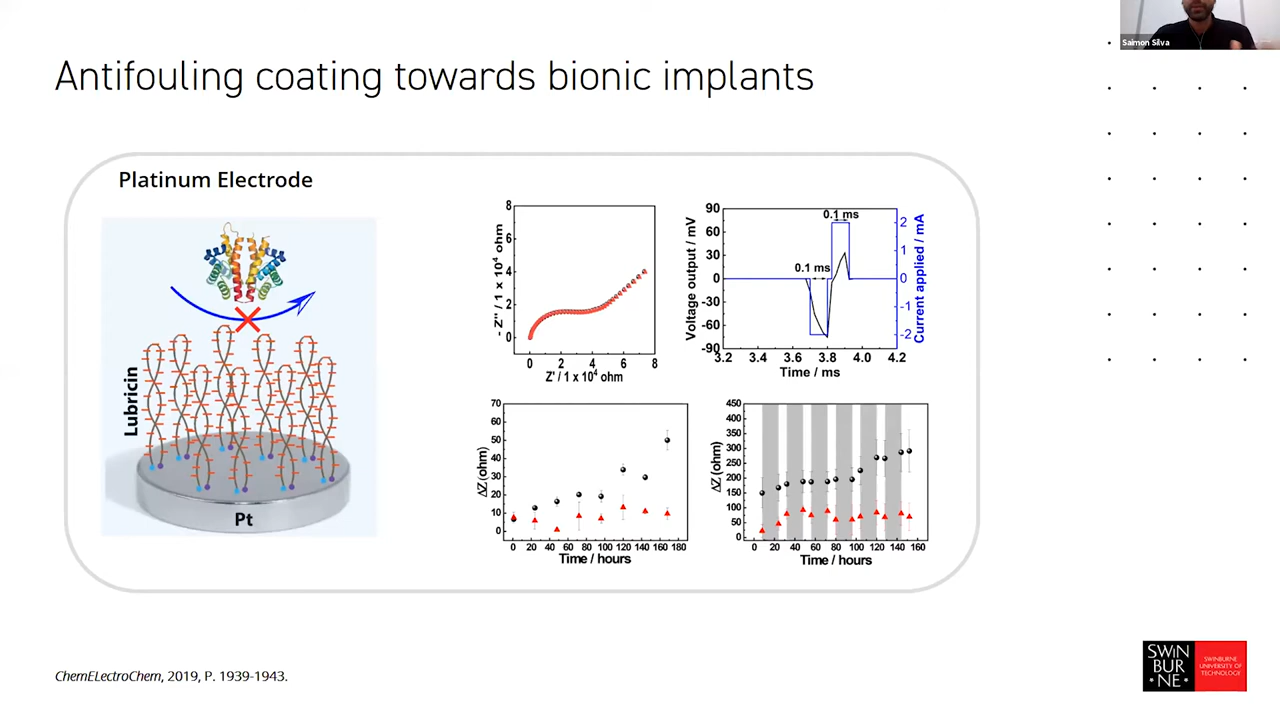 Saimon Silva
Antifouling coating towards bionic implants
Platinum Electrode
Lubricin
Pt
8
6
4
2
0
- Z'' / 1 x 10⁴ ohm
0 2 4 6 8
Z' / 1 x 10⁴ ohm
90
60
30
0
-30
-60
-90
Voltage output / mV
0.1 ms
0.1 ms
2
1
0
-1
-2
Current applied / mA
3.2 3.4 3.6 3.8 4.0 4.2
Time / ms
70
60
50
40
30
20
10
0
ΔZ (ohm)
0 20 40 60 80 100 120 140 160 180
Time / hours
450
400
350
300
250
200
150
100
50
0
ΔZ (ohm)
0 20 40 60 80 100 120 140 160
Time / hours
ChernELectroChem, 2019, P. 1939-1943.
SWIN
BUR
NE
SWINBURNE
UNIVERSITY OF
TECHNOLOGY